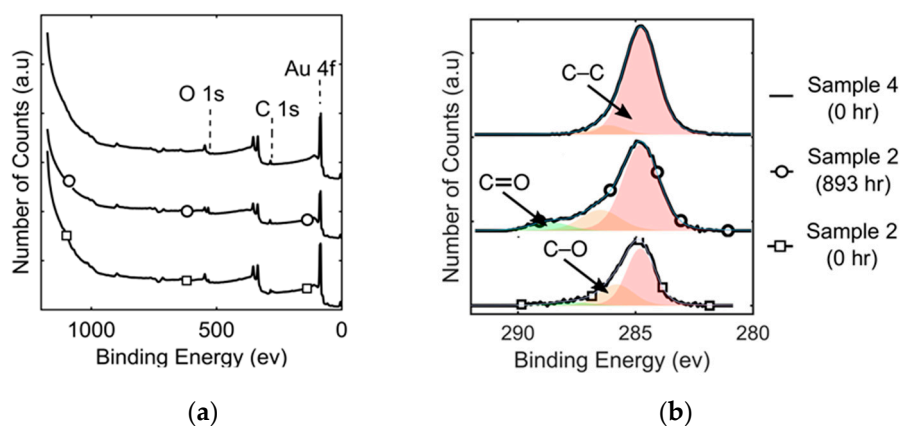 (a)
Number of Counts (a.u)
O 1s
C 1s
Au 4f
1000
500
0
Binding Energy (ev)
(b)
Number of Counts (a.u)
C–C
C=O
C–O
290
285
280
Binding Energy (ev)
Sample 4
(0 hr)
Sample 2
(893 hr)
Sample 2
(0 hr)